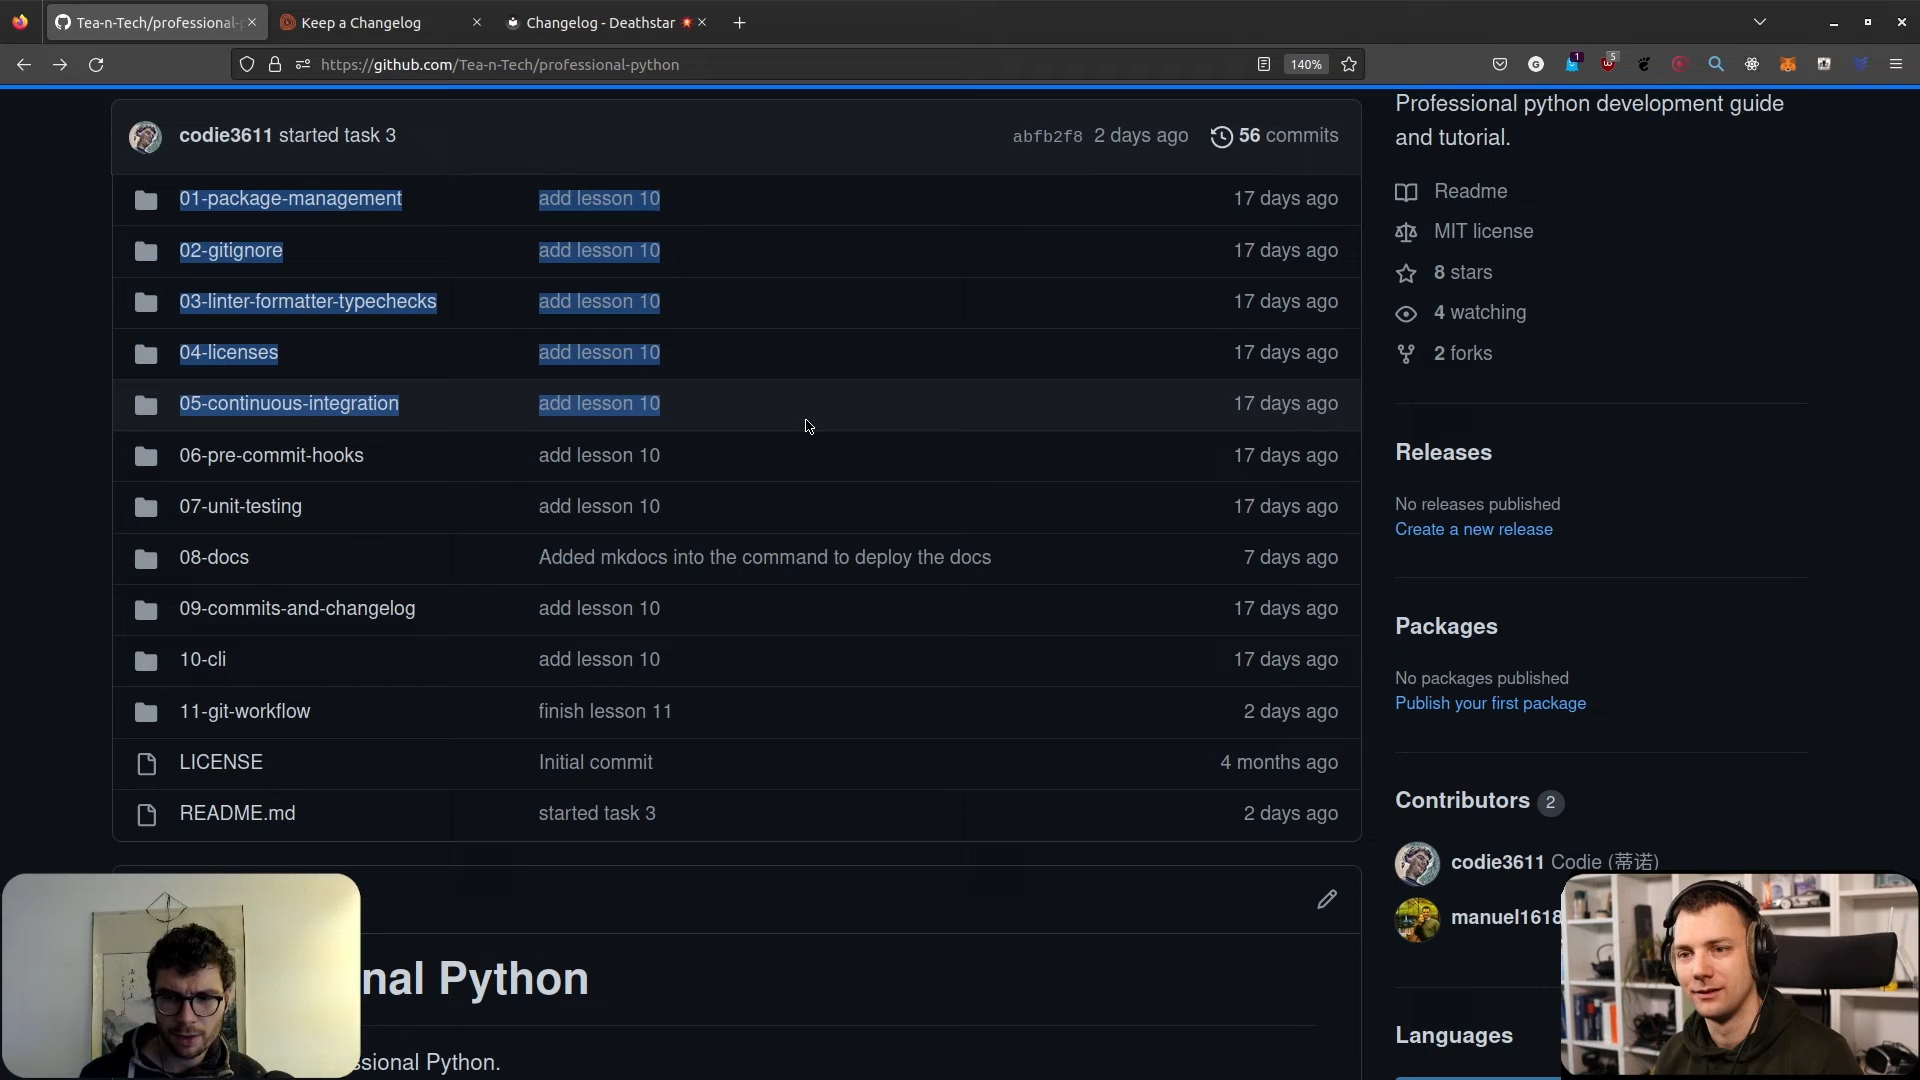 Tea-n-Tech/professional-
Keep a Changelog
Changelog - Deathstar
https://github.com/Tea-n-Tech/professional-python
140%
1
5
codie3611 started task 3
abfb2f8 2 days ago
56 commits
01-package-management
add lesson 10
17 days ago
02-gitignore
add lesson 10
17 days ago
03-linter-formatter-typechecks
add lesson 10
17 days ago
04-licenses
add lesson 10
17 days ago
05-continuous-integration
add lesson 10
17 days ago
06-pre-commit-hooks
add lesson 10
17 days ago
07-unit-testing
add lesson 10
17 days ago
08-docs
Added mkdocs into the command to deploy the docs
7 days ago
09-commits-and-changelog
add lesson 10
17 days ago
10-cli
add lesson 10
17 days ago
11-git-workflow
finish lesson 11
2 days ago
LICENSE
Initial commit
4 months ago
README.md
started task 3
2 days ago
nal Python
sional Python.
Professional python development guide
and tutorial.
Readme
MIT license
8 stars
4 watching
2 forks
Releases
No releases published
Create a new release
Packages
No packages published
Publish your first package
Contributors 2
codie3611 Codie (蒂诺)
manuel1618
Languages